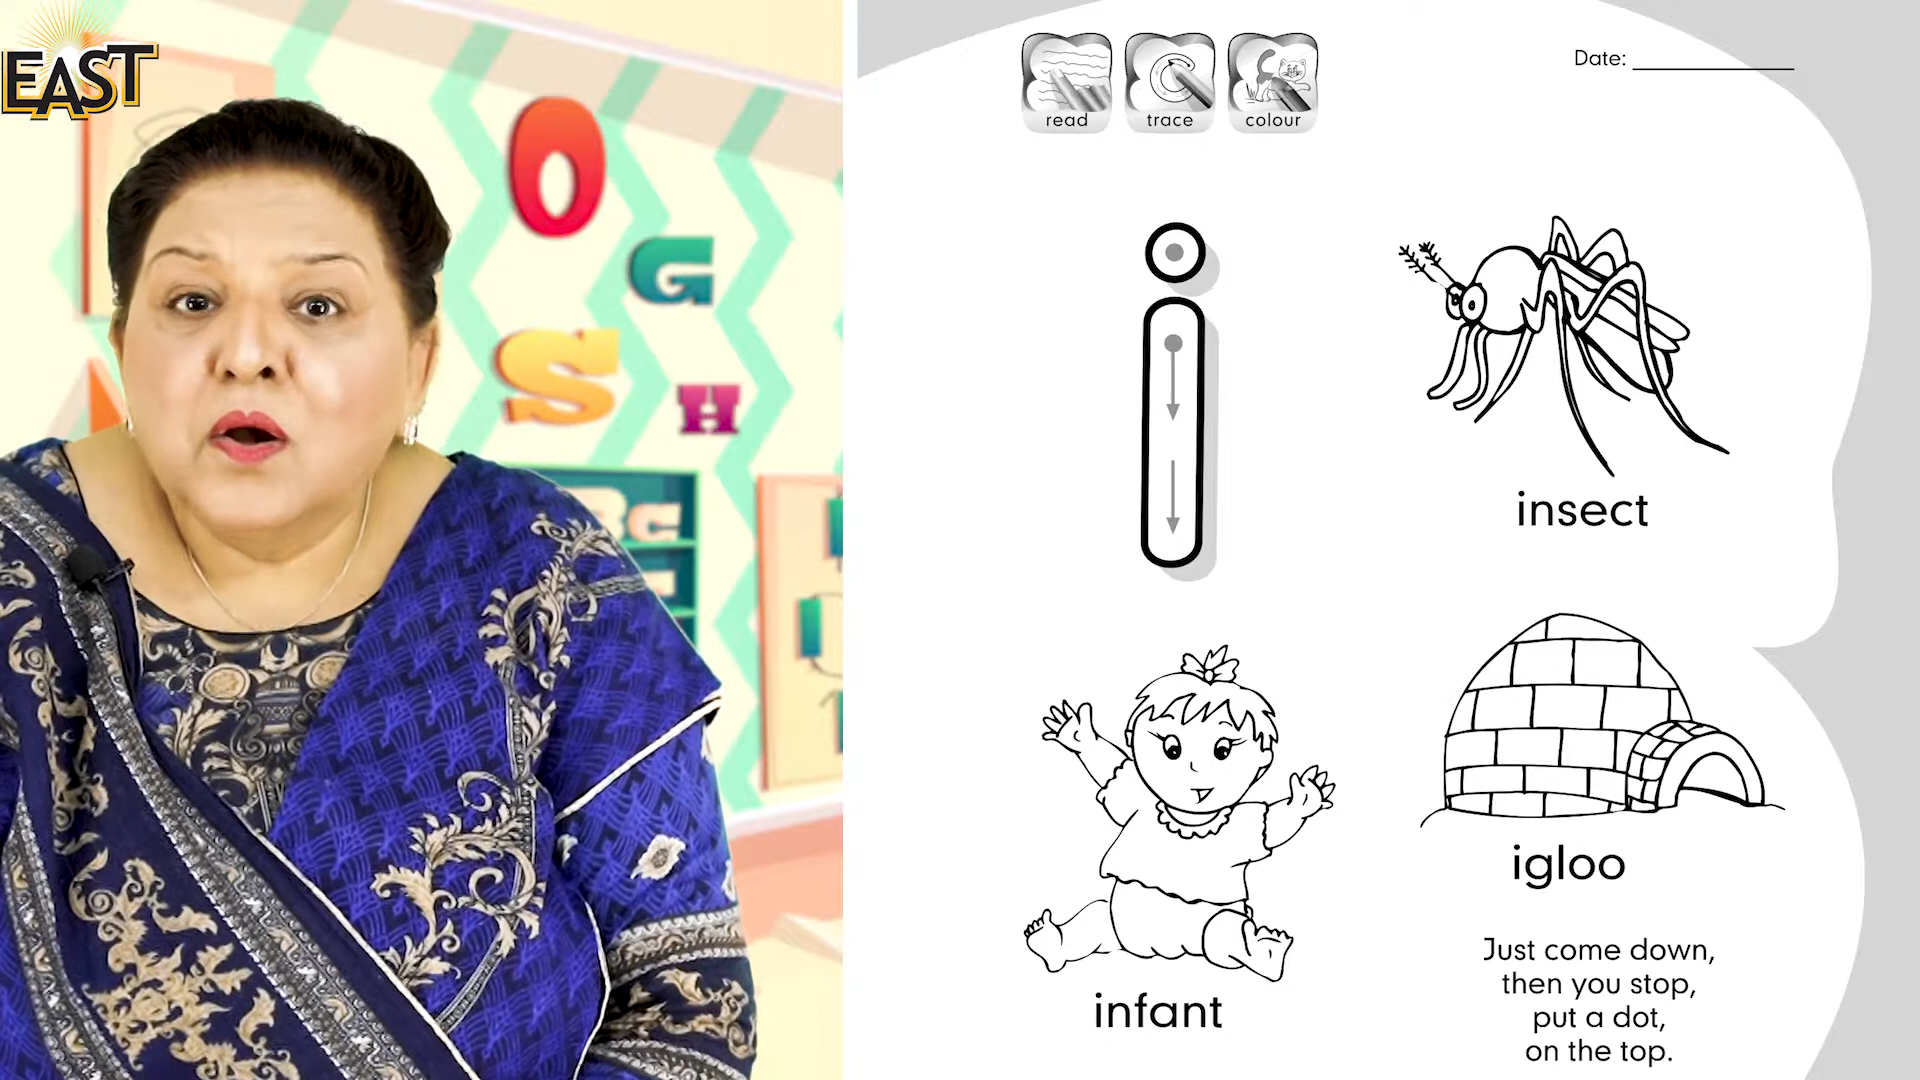 EAST
O
G
S
H
BC
read
trace
colour
Date:
i
insect
igloo
infant
Just come down,
then you stop,
put a dot,
on the top.